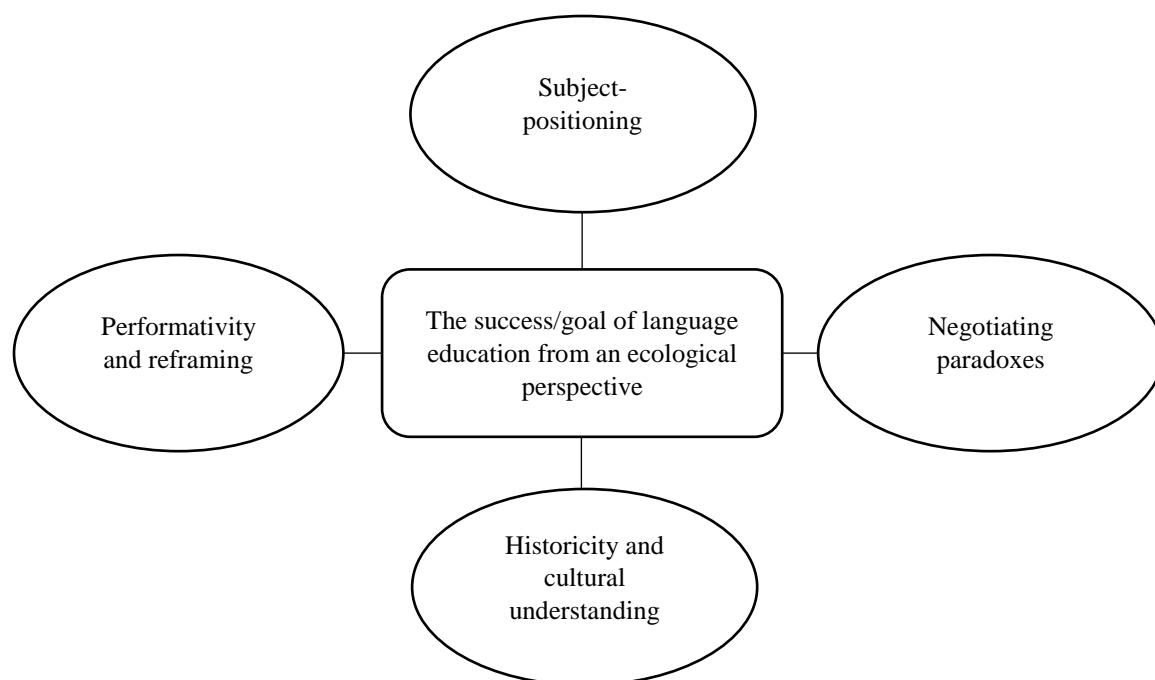 Subject-
positioning
Performativity
and reframing
The success/goal of language
education from an ecological
perspective
Negotiating
paradoxes
Historicity and
cultural
understanding